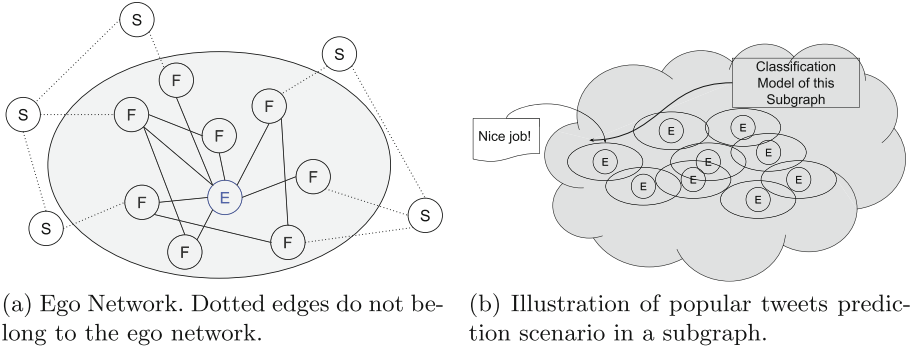 S
S
F
F
F
S
F
Nice job!
Classification
Model of this
Subgraph
E
E
E
E
E
E
E
E
E
F
E
F
S
F
F
S
(a) Ego Network. Dotted edges do not be-
long to the ego network.
(b) Illustration of popular tweets predic-
tion scenario in a subgraph.